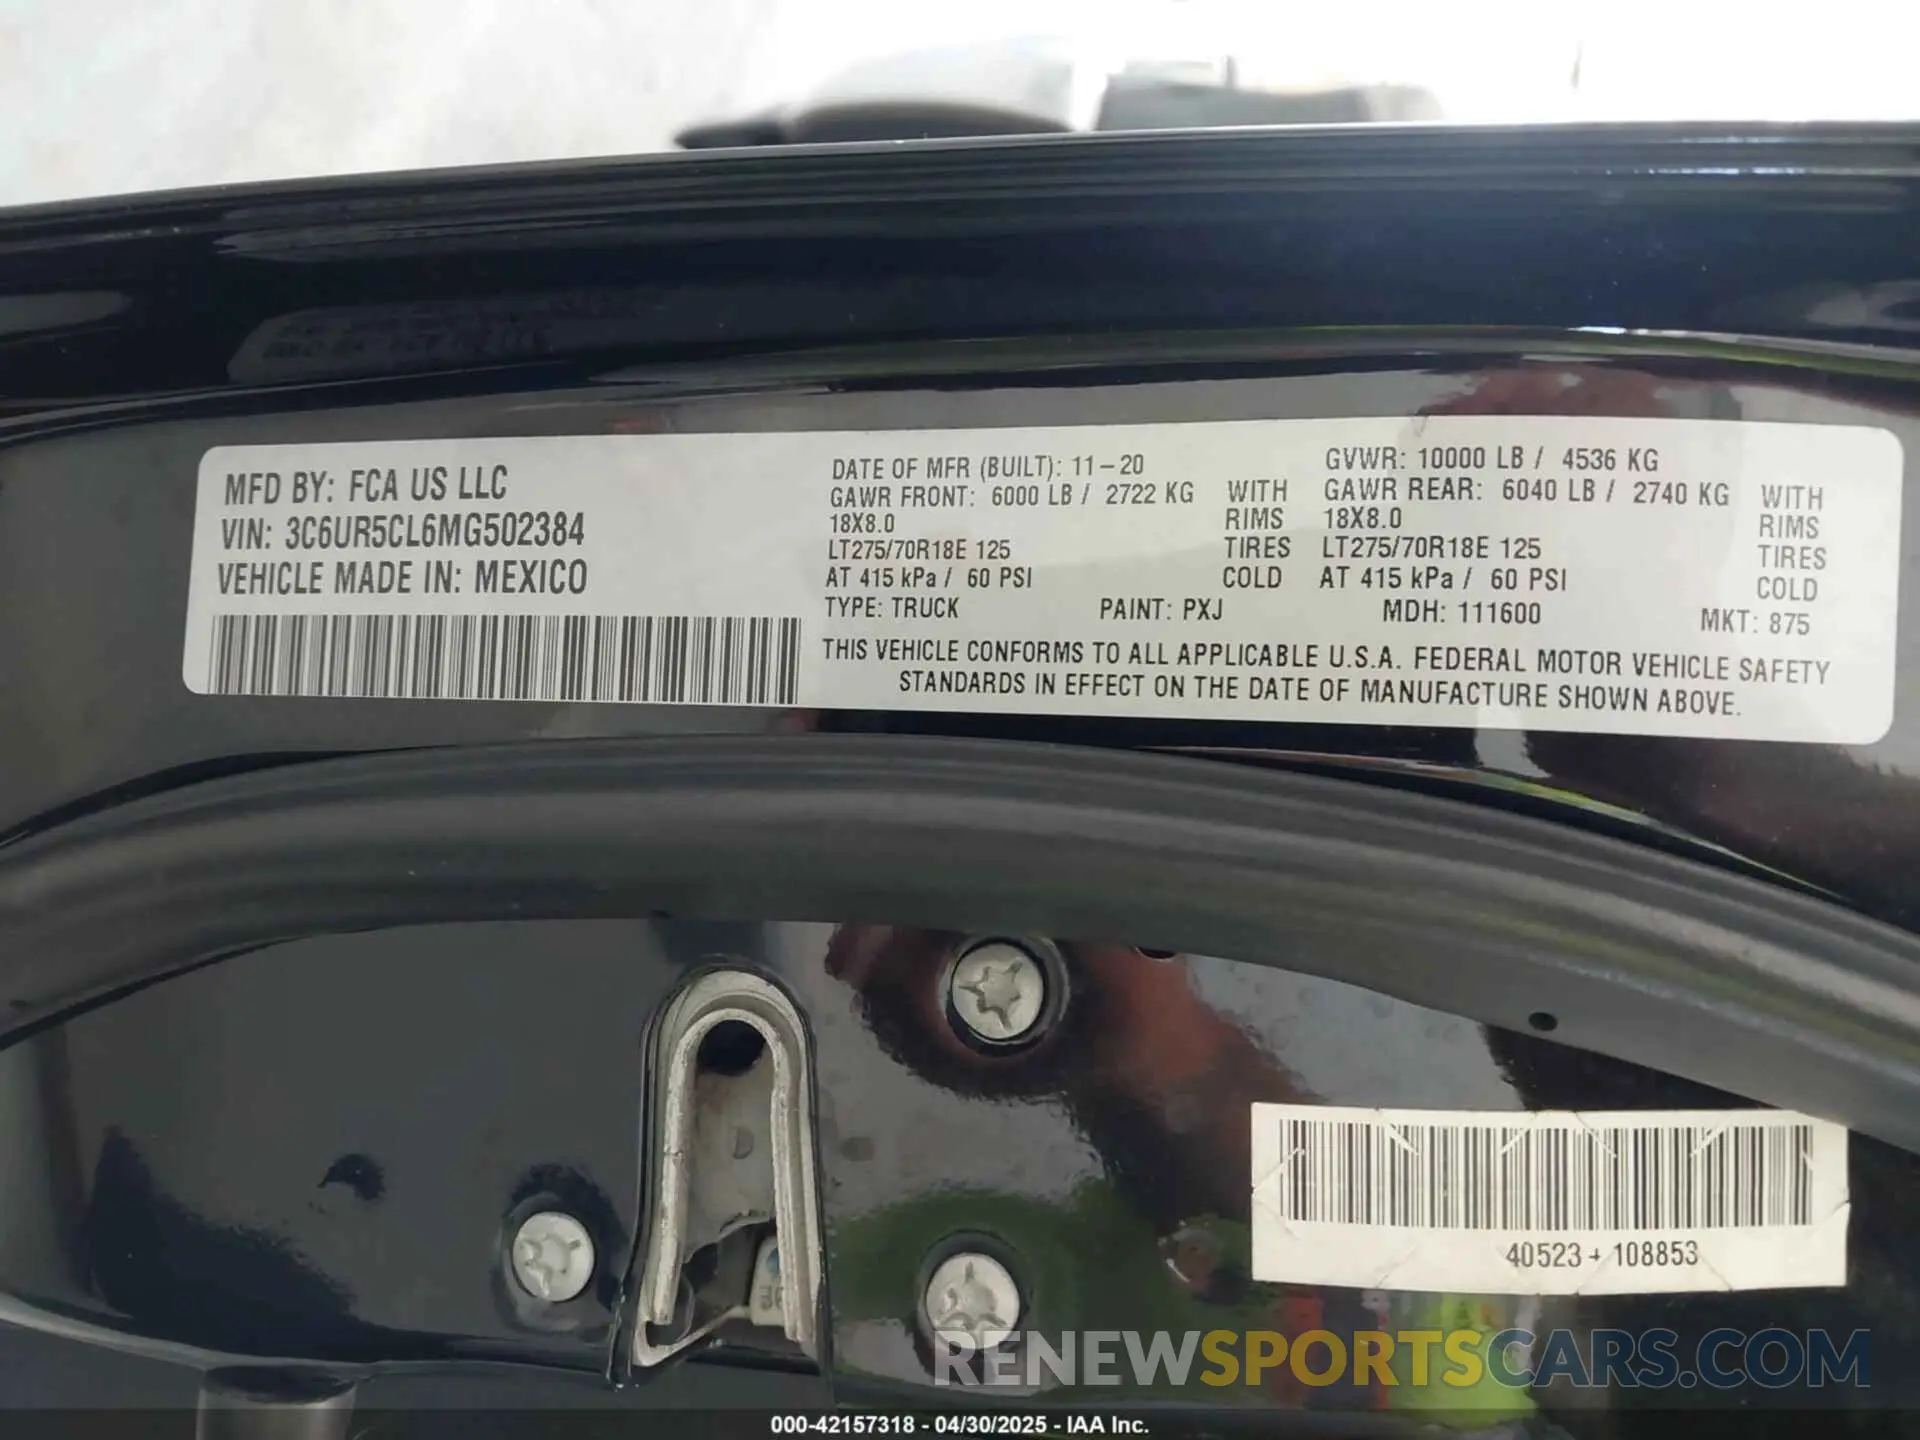 MFD BY: FCA US LLC
VIN: 3C6UR5CL6MG502384
VEHICLE MADE IN: MEXICO
DATE OF MFR (BUILT): 11-20
GVWR: 10000 LB / 4536 KG
GAWR FRONT: 6000 LB / 2722 KG WITH
18X8.0 RIMS
LT275/70R18E 125 TIRES
AT 415 kPa / 60 PSI COLD
GAWR REAR: 6040 LB / 2740 KG WITH
18X8.0 RIMS
LT275/70R18E 125 TIRES
AT 415 kPa / 60 PSI COLD
TYPE: TRUCK PAINT: PXJ MDH: 111600 MKT: 875
THIS VEHICLE CONFORMS TO ALL APPLICABLE U.S.A. FEDERAL MOTOR VEHICLE SAFETY
STANDARDS IN EFFECT ON THE DATE OF MANUFACTURE SHOWN ABOVE.
40523+108853
RENEWSPORTSCARS.COM
000-42157318 - 04/30/2025 - IAA Inc.